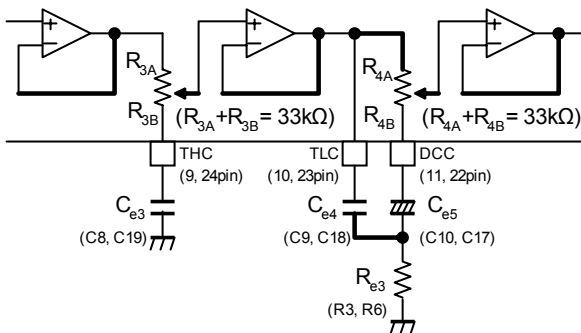 + − + − + −
R3A R4A
R3B (R3A+R3B= 33kΩ) R4B (R4A+R4B= 33kΩ)
THC TLC DCC
(9, 24pin) (10, 23pin) (11, 22pin)
Ce3 Ce4 Ce5
(C8, C19) (C9, C18) (C10, C17)
Re3
(R3, R6)